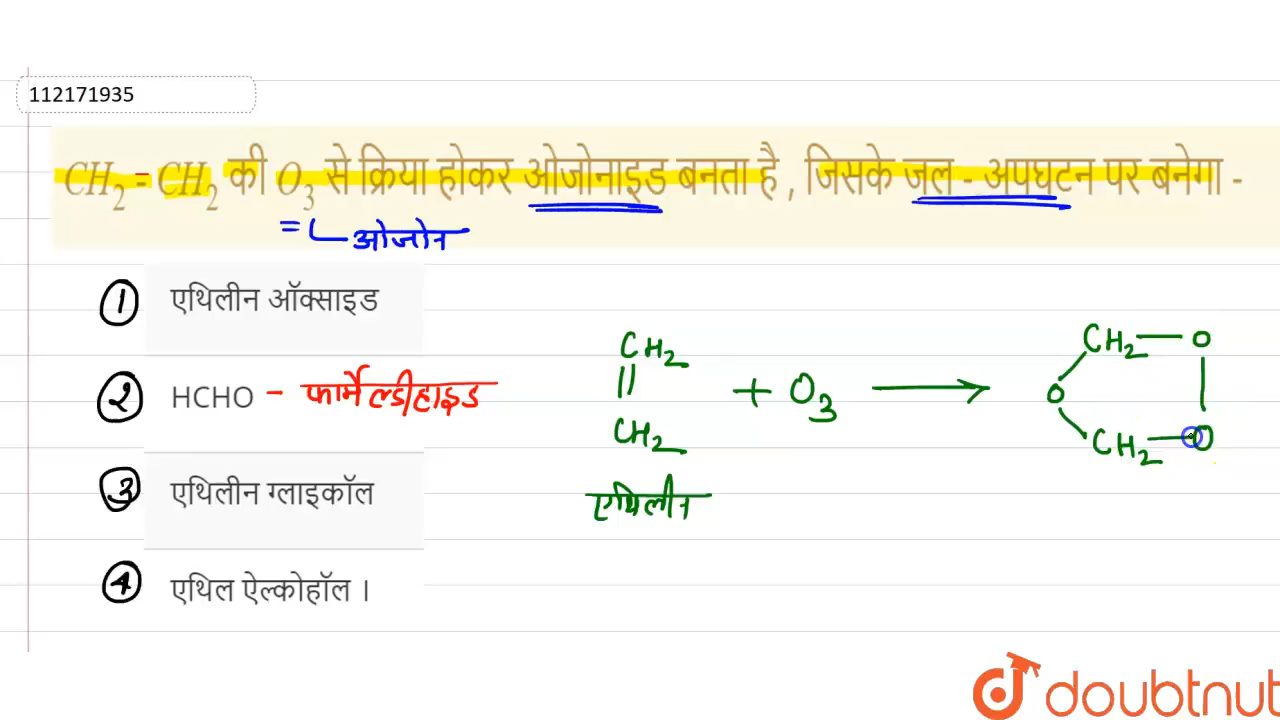 112171935
CH₂ = CH₂ की O₃ से क्रिया होकर ओजोनाइड बनता है , जिसके जल - अपघटन पर बनेगा -
= ओजोन
① एथिलीन ऑक्साइड
② HCHO - फार्मेल्डीहाइड
③ एथिलीन ग्लाइकॉल
④ एथिल ऐल्कोहॉल ।
CH₂ = CH₂ + O₃ → O CH₂ — O CH₂ — O
एथिलीन
doubtnut